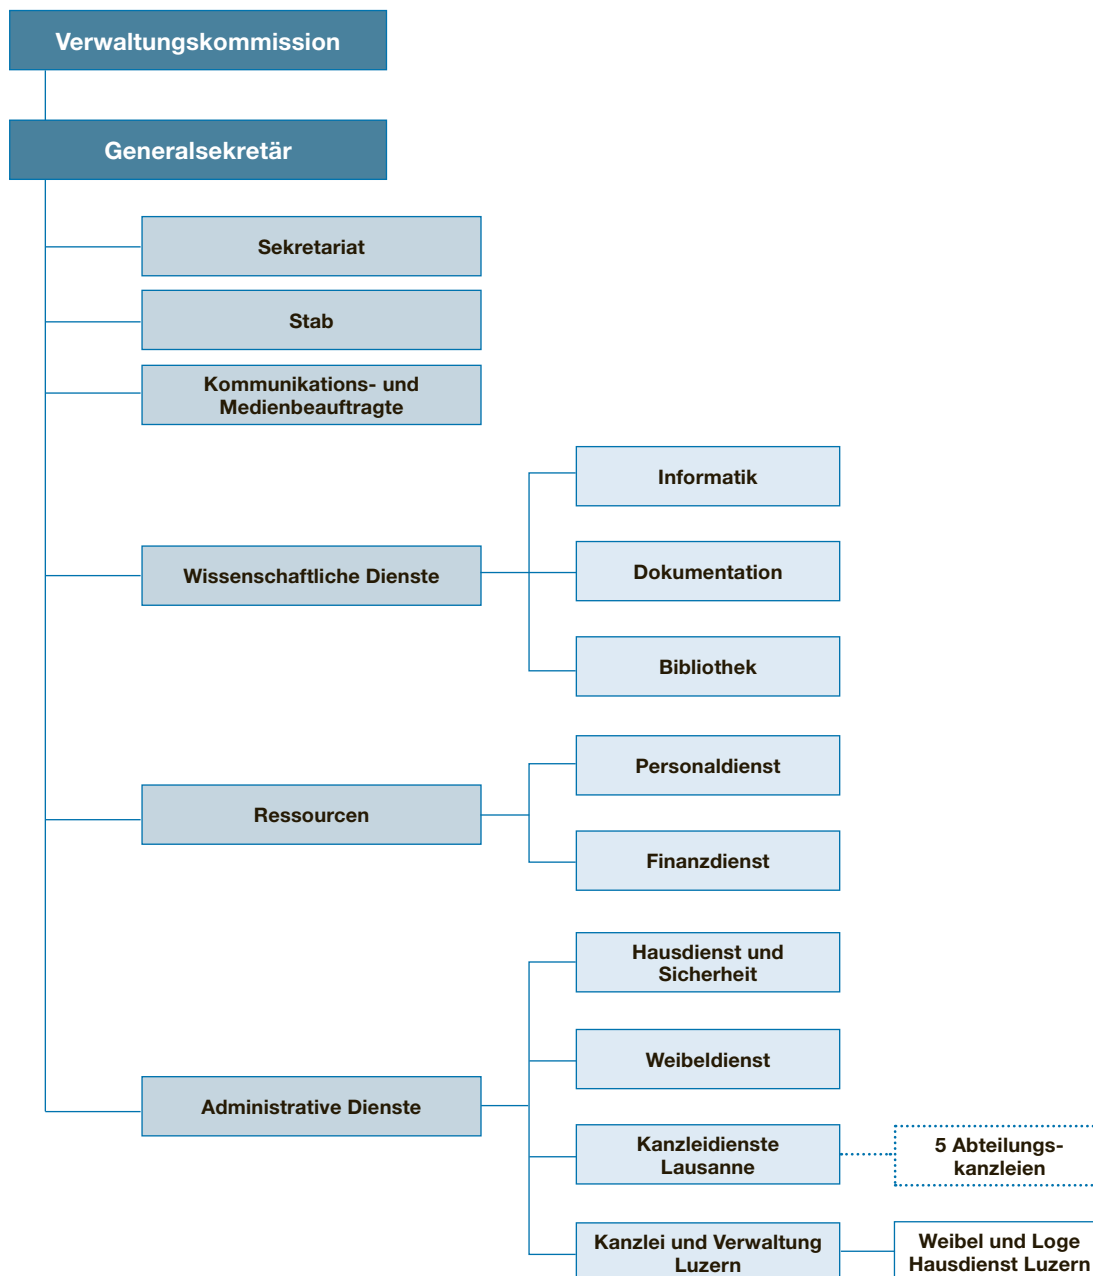 Verwaltungskommission
Generalsekretär
Sekretariat
Stab
Kommunikations- und
Medienbeauftragte
Wissenschaftliche Dienste
Informatik
Dokumentation
Bibliothek
Ressourcen
Personaldienst
Finanzdienst
Administrative Dienste
Hausdienst und
Sicherheit
Weibeldienst
Kanzleidienste
Lausanne
5 Abteilungs-
kanzleien
Kanzlei und Verwaltung
Luzern
Weibel und Loge
Hausdienst Luzern